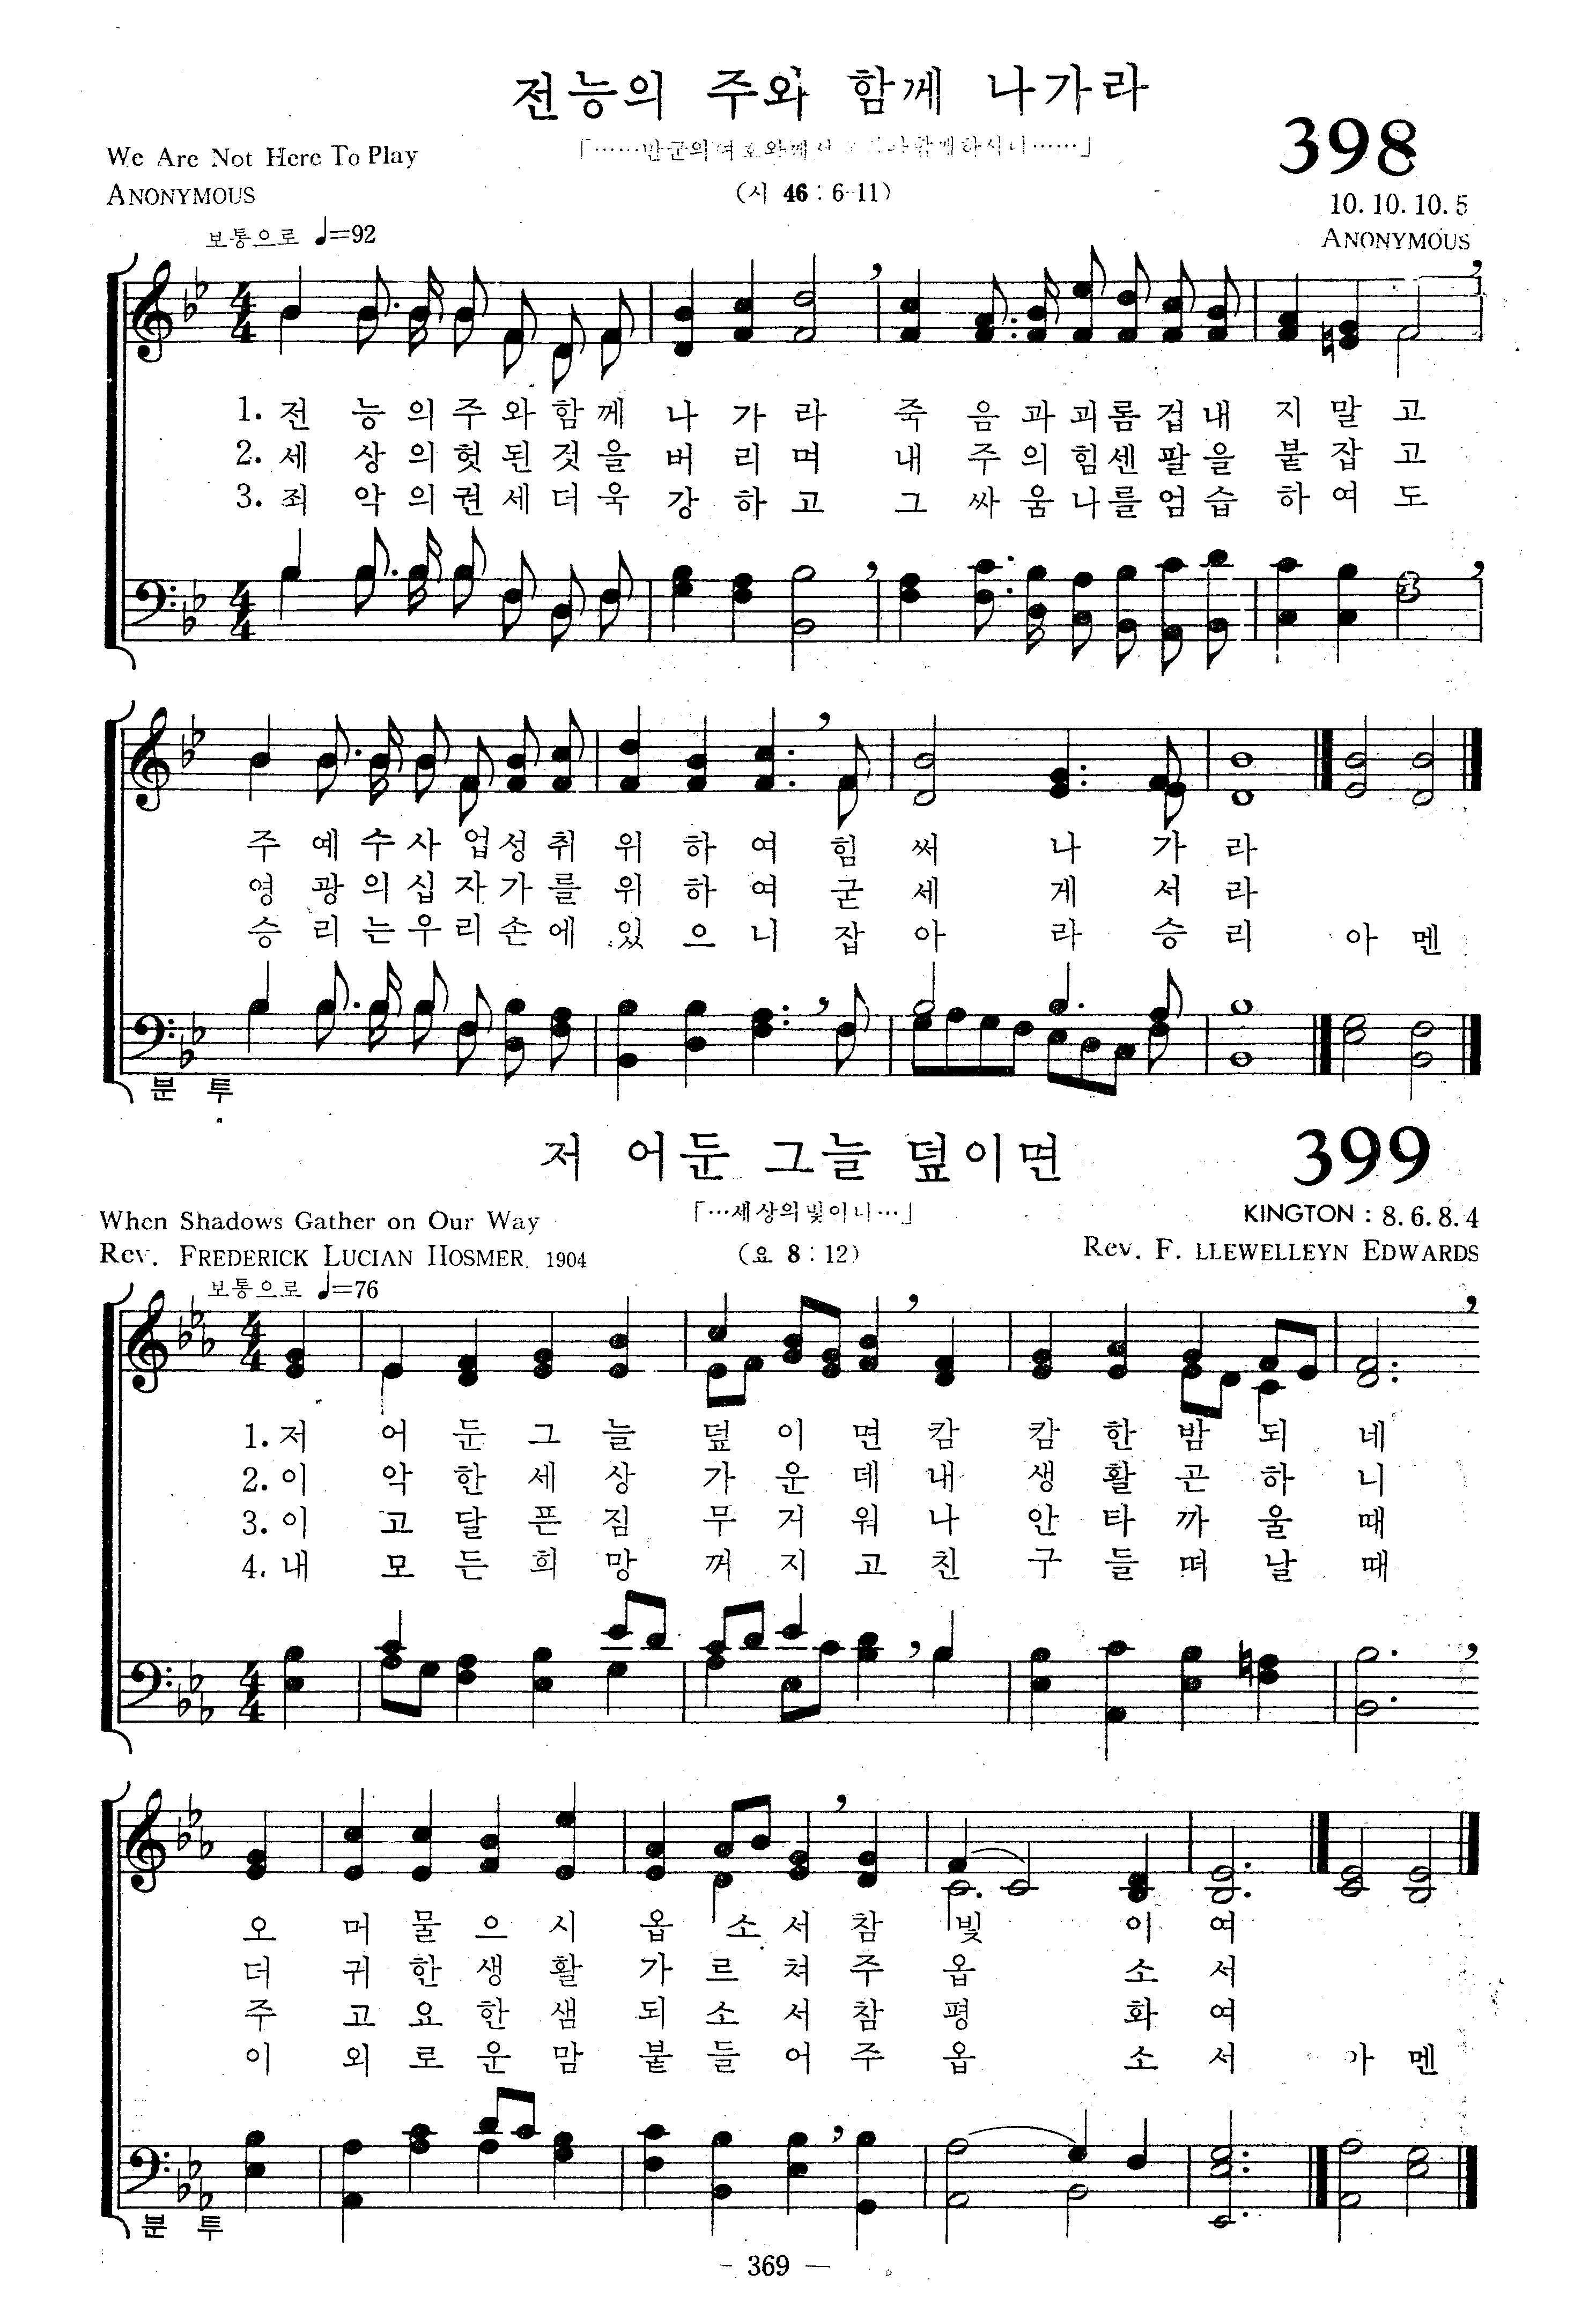 전능의 주와 함께 나가라
398
「……만군의여호와께서 함께하시니……」
We Are Not Here To Play
ANONYMOUS
(시 46 : 6-11)
10. 10. 10. 5
ANONYMOUS
보통으로 ♩=92
1. 전 능 의 주 와 함 께 나 가 라 죽 음 과 괴 롬 겁 내 지 말 고
2. 세 상 의 헛 된 것 을 버 리 며 내 주 의 힘 센 팔 을 붙 잡 고
3. 죄 악 의 권 세 더 욱 강 하 고 그 싸 움 나 를 엄 습 하 여 도
주 예 수 사 업 성 취 위 하 여 힘 써 나 가 라
영 광 의 십 자 가 를 위 하 여 굳 세 게 서 라
승 리 는 우 리 손 에 있 으 니 잡 아 라 승 리 아 멘
분 투
저 어둔 그늘 덮이면
399
「…세상의빛이니…」
When Shadows Gather on Our Way
Rev. FREDERICK LUCIAN HOSMER, 1904
(요 8 : 12)
KINGTON : 8. 6. 8. 4
Rev. F. LLEWELLEYN EDWARDS
보통으로 ♩=76
1. 저 어 둔 그 늘 덮 이 면 캄 캄 한 밤 되 네
2. 이 악 한 세 상 가 운 데 내 생 활 곤 하 니
3. 이 고 달 픈 짐 무 거 워 나 안 타 까 울 때
4. 내 모 든 희 망 꺼 지 고 친 구 들 떠 날 때
오 머 물 으 시 옵 소 서 참 빛 이 여
더 귀 한 생 활 가 르 쳐 주 옵 소 서
주 고 요 한 샘 되 소 서 참 평 화 여
이 외 로 운 맘 붙 들 어 주 옵 소 서 아 멘
분 투
- 369 —